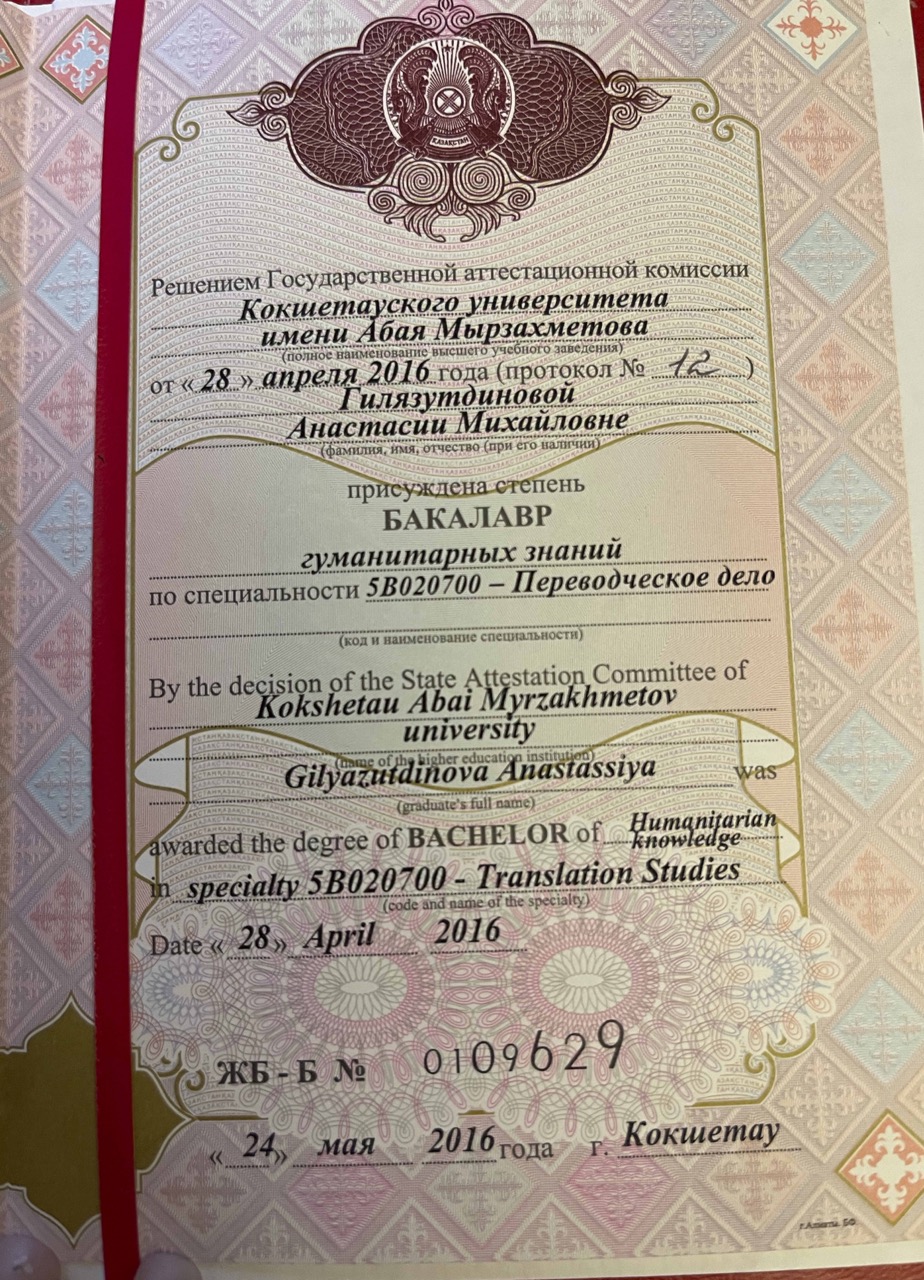 ҚАЗАҚСТАН
Решением Государственной аттестационной комиссии
Кокшетауского университета
имени Абая Мырзахметова
(полное наименование высшего учебного заведения)
от « 28 » апреля 2016 года (протокол № 12 )
Гилязутдиновой
Анастасии Михайловне
(фамилия, имя, отчество (при его наличии)
присуждена степень
БАКАЛАВР
гуманитарных знаний
по специальности 5В020700 – Переводческое дело
(код и наименование специальности)
By the decision of the State Attestation Committee of
Kokshetau Abai Myrzakhmetov
university
(name of the higher education institution)
Gilyazutdinova Anastassiya was
(graduate's full name)
awarded the degree of BACHELOR of Humanitarian
knowledge
in specialty 5B020700 - Translation Studies
(code and name of the specialty)
Date « 28 » April 2016
ЖБ - Б № 0109629
« 24 » мая 2016 года г. Кокшетау